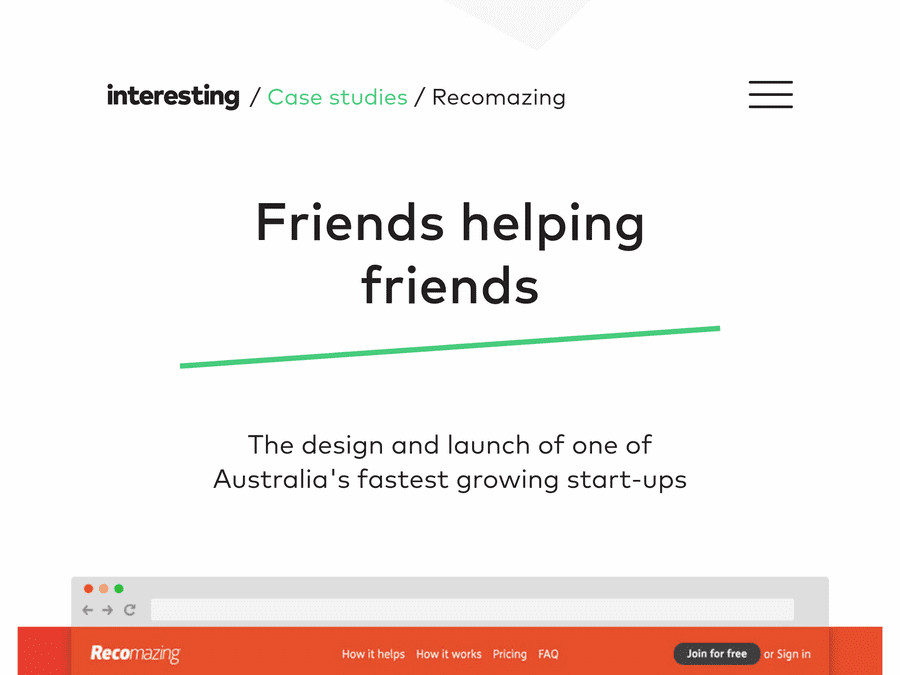 interesting / Case studies / Recomazing
Friends helping
friends
The design and launch of one of
Australia's fastest growing start-ups
Recomazing How it helps How it works Pricing FAQ Join for free or Sign in